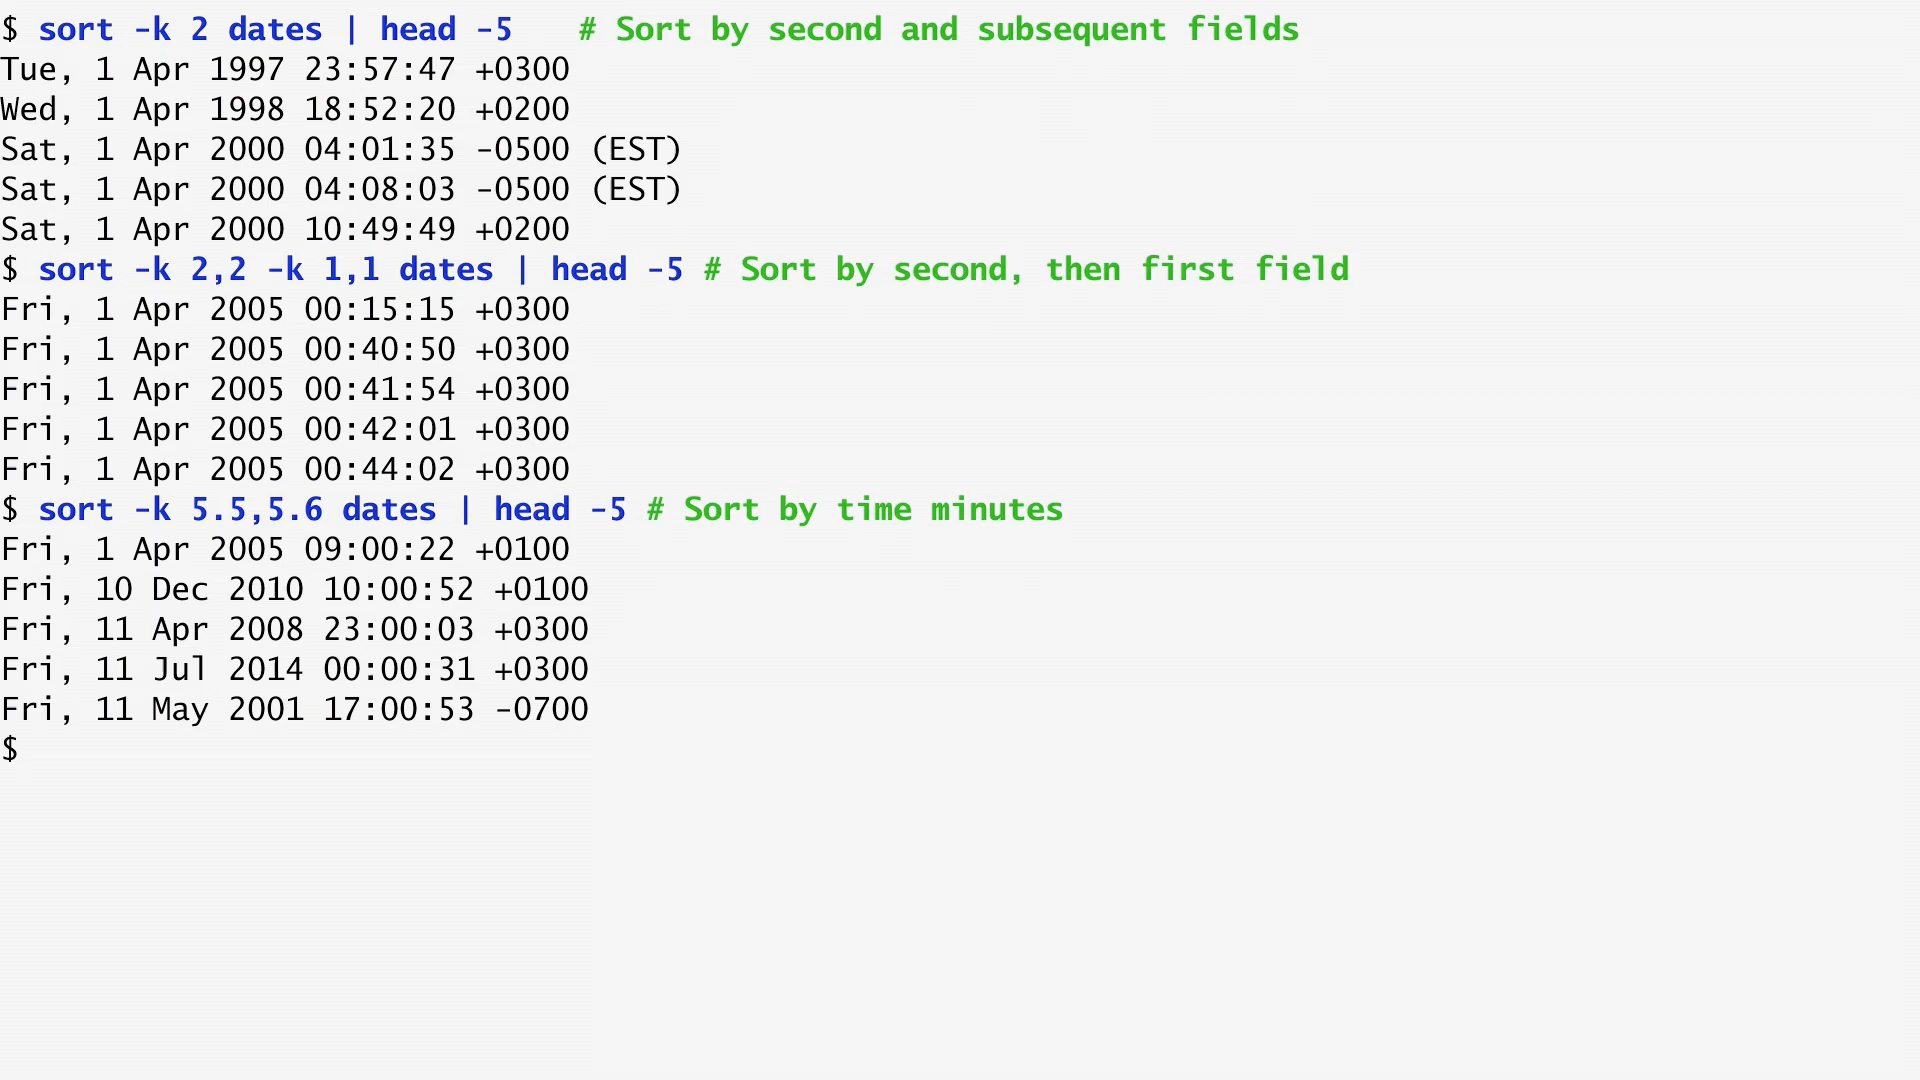 $ sort -k 2 dates | head -5   # Sort by second and subsequent fields
Tue, 1 Apr 1997 23:57:47 +0300
Wed, 1 Apr 1998 18:52:20 +0200
Sat, 1 Apr 2000 04:01:35 -0500 (EST)
Sat, 1 Apr 2000 04:08:03 -0500 (EST)
Sat, 1 Apr 2000 10:49:49 +0200
$ sort -k 2,2 -k 1,1 dates | head -5 # Sort by second, then first field
Fri, 1 Apr 2005 00:15:15 +0300
Fri, 1 Apr 2005 00:40:50 +0300
Fri, 1 Apr 2005 00:41:54 +0300
Fri, 1 Apr 2005 00:42:01 +0300
Fri, 1 Apr 2005 00:44:02 +0300
$ sort -k 5.5,5.6 dates | head -5 # Sort by time minutes
Fri, 1 Apr 2005 09:00:22 +0100
Fri, 10 Dec 2010 10:00:52 +0100
Fri, 11 Apr 2008 23:00:03 +0300
Fri, 11 Jul 2014 00:00:31 +0300
Fri, 11 May 2001 17:00:53 -0700
$